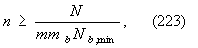 n ≥ N / (m m_b N_b,min) ,   (223)